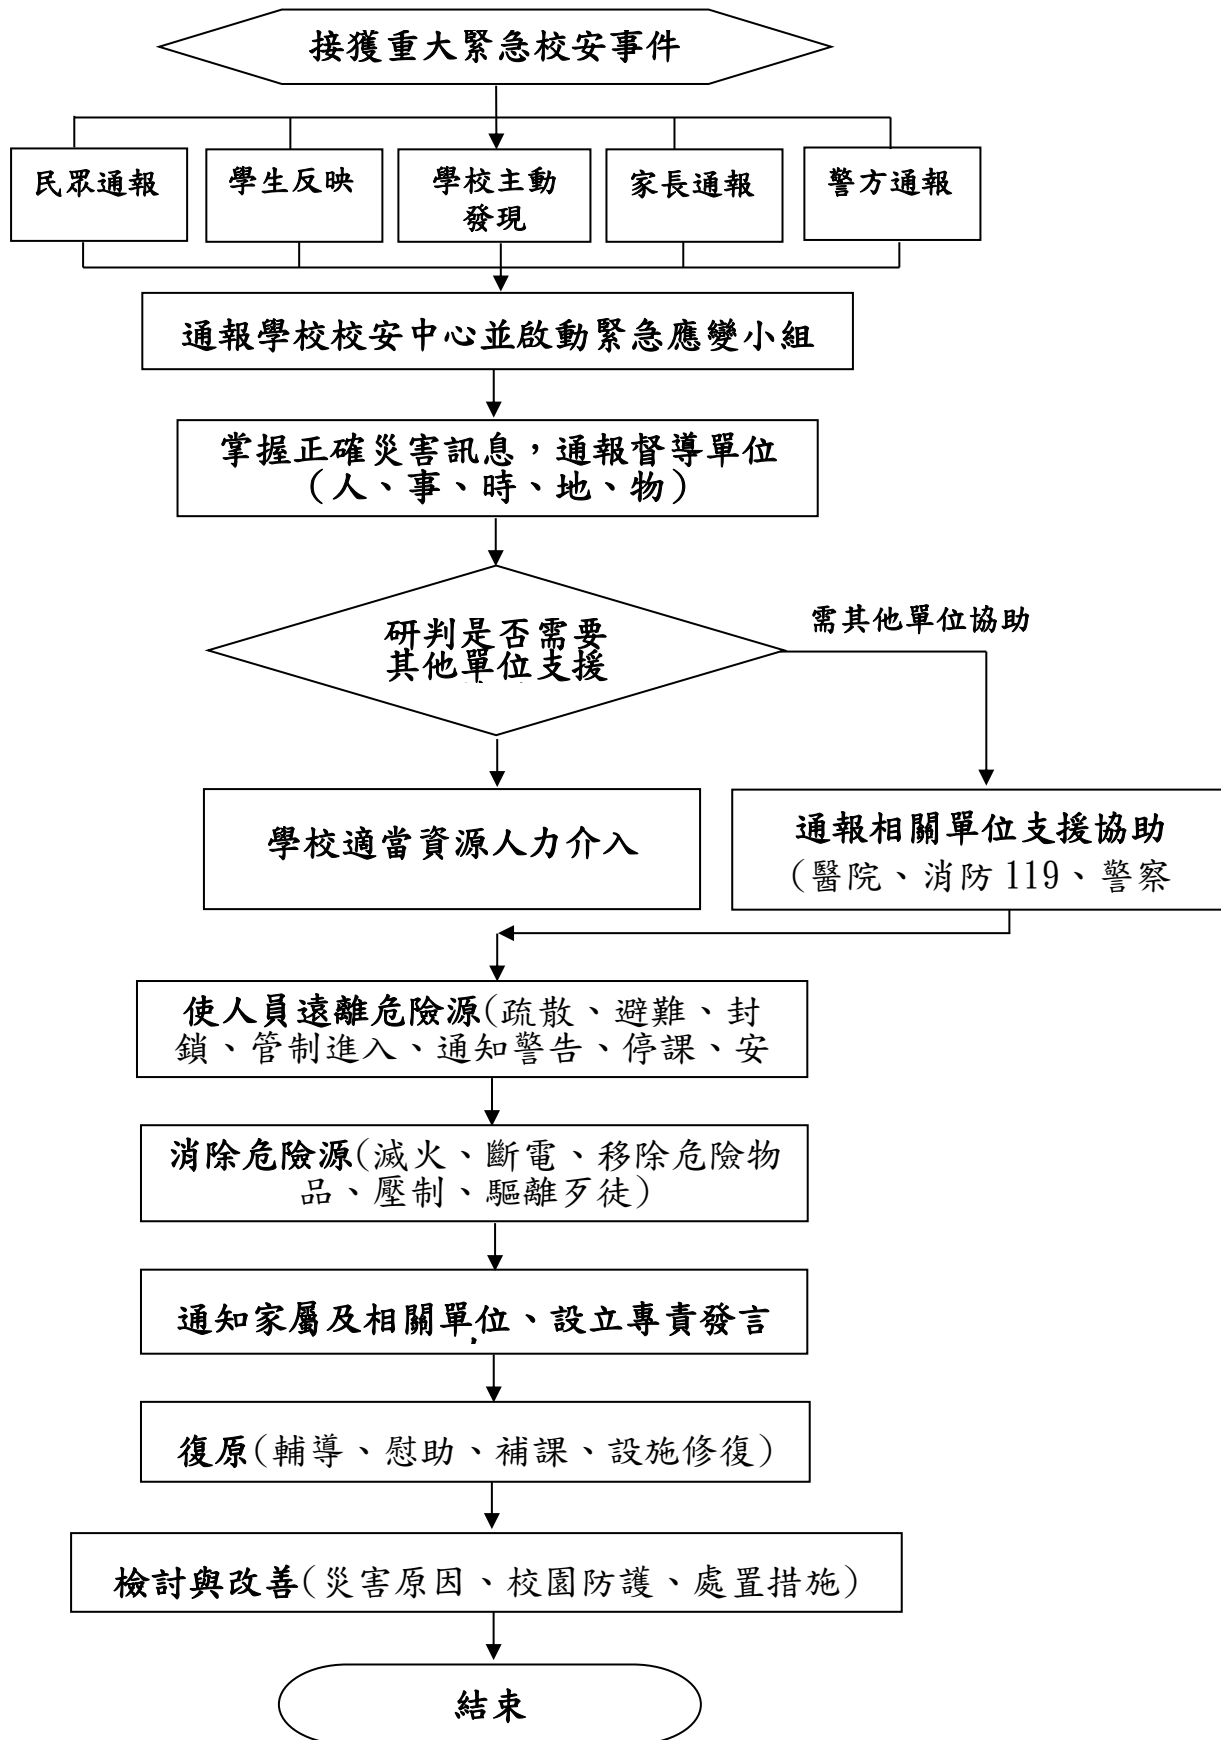 接獲重大緊急校安事件
民眾通報
學生反映
學校主動
發現
家長通報
警方通報
通報學校校安中心並啟動緊急應變小組
掌握正確災害訊息，通報督導單位
（人、事、時、地、物）
研判是否需要
其他單位支援
需其他單位協助
學校適當資源人力介入
通報相關單位支援協助
（醫院、消防 119、警察
使人員遠離危險源(疏散、避難、封
鎖、管制進入、通知警告、停課、安
消除危險源(滅火、斷電、移除危險物
品、壓制、驅離歹徒)
通知家屬及相關單位、設立專責發言
復原(輔導、慰助、補課、設施修復)
檢討與改善(災害原因、校園防護、處置措施)
結束